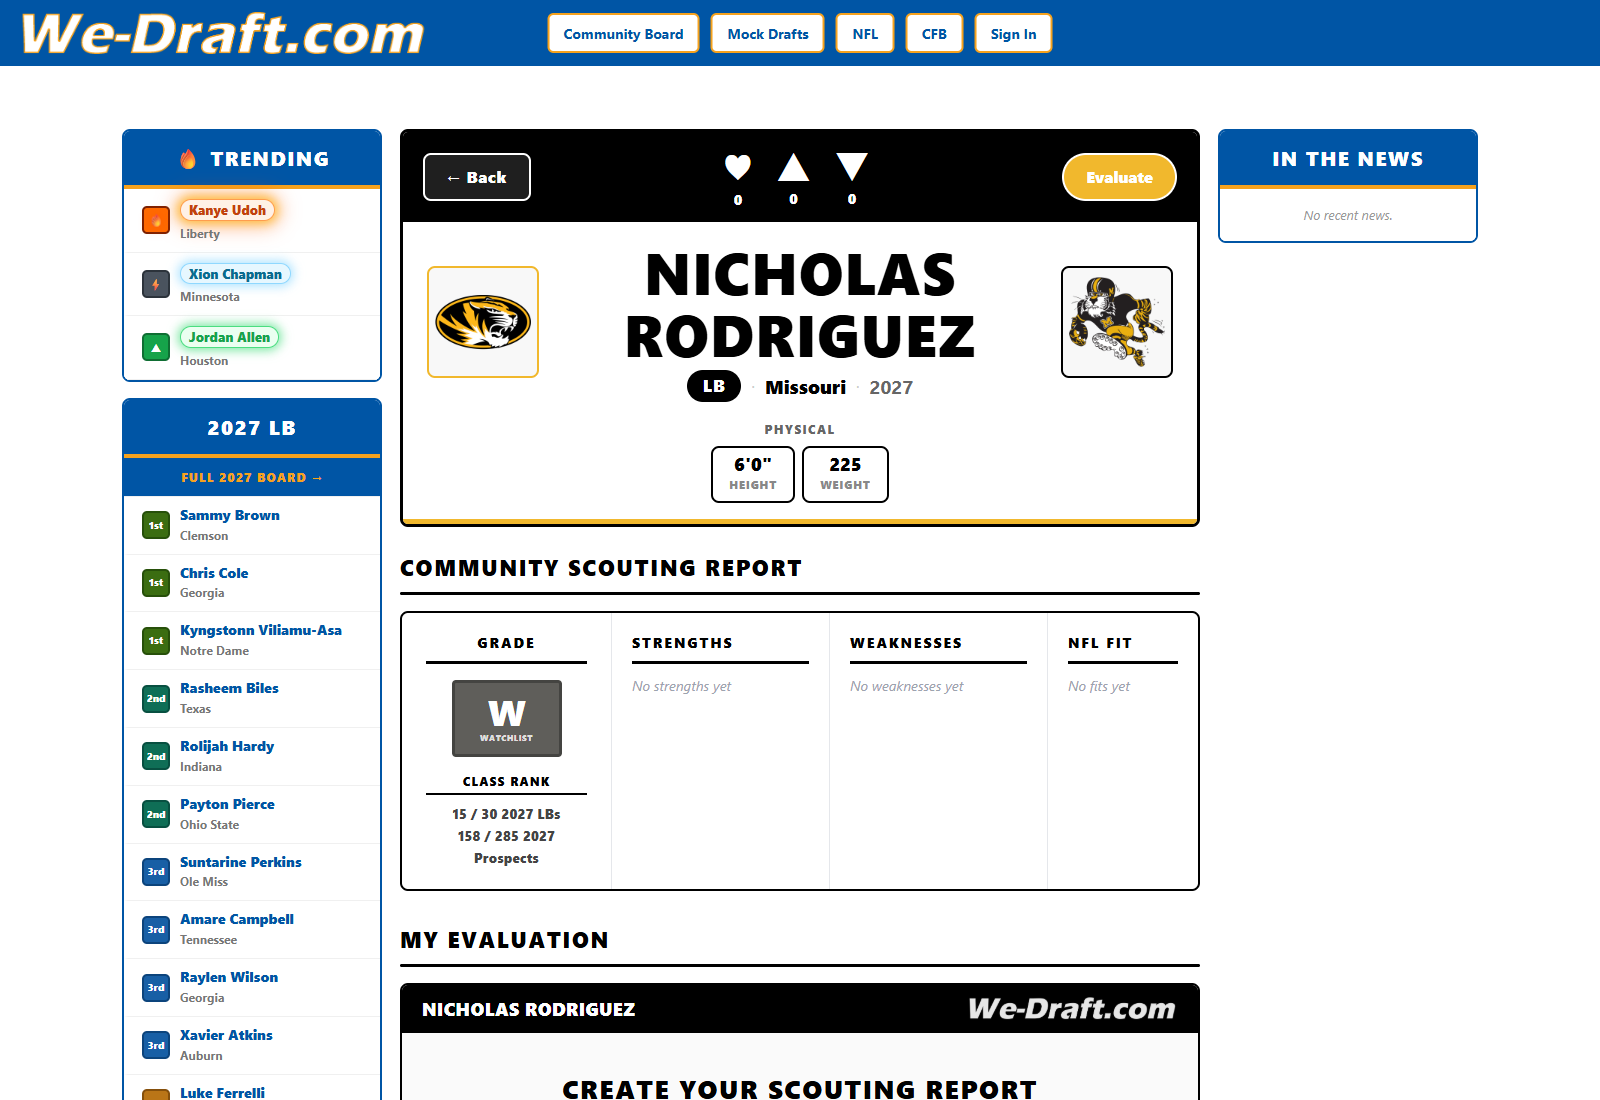 We-Draft.com
Community Board
Mock Drafts
NFL
CFB
Sign In
TRENDING
Kanye Udoh
Liberty
Xion Chapman
Minnesota
Jordan Allen
Houston
2027 LB
FULL 2027 BOARD →
1st
Sammy Brown
Clemson
1st
Chris Cole
Georgia
1st
Kyngstonn Viliamu-Asa
Notre Dame
2nd
Rasheem Biles
Texas
2nd
Rolijah Hardy
Indiana
2nd
Payton Pierce
Ohio State
3rd
Suntarine Perkins
Ole Miss
3rd
Amare Campbell
Tennessee
3rd
Raylen Wilson
Georgia
3rd
Xavier Atkins
Auburn
Luke Ferrelli
← Back
0
0
0
Evaluate
NICHOLAS
RODRIGUEZ
LB · Missouri · 2027
PHYSICAL
6'0"
HEIGHT
225
WEIGHT
COMMUNITY SCOUTING REPORT
GRADE
W
WATCHLIST
CLASS RANK
15 / 30 2027 LBs
158 / 285 2027
Prospects
STRENGTHS
No strengths yet
WEAKNESSES
No weaknesses yet
NFL FIT
No fits yet
MY EVALUATION
NICHOLAS RODRIGUEZ
We-Draft.com
CREATE YOUR SCOUTING REPORT
IN THE NEWS
No recent news.